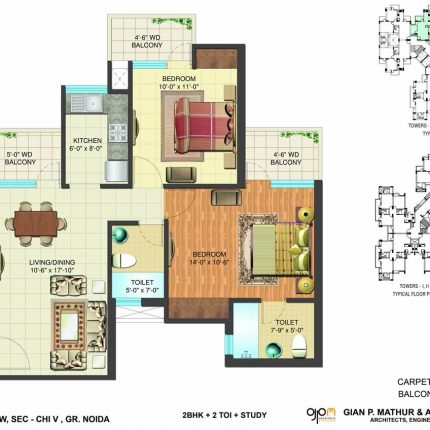 4'-6" WD
BALCONY
BEDROOM
10'-0" x 11'-0"
KITCHEN
6'-0" x 8'-0"
5'-0" WD
BALCONY
4'-6" WD
BALCONY
LIVING/DINING
10'-6" x 17'-10"
BEDROOM
14'-0" x 10'-6"
TOILET
5'-0" x 7'-0"
TOILET
7'-9" x 5'-0"
TOWERS -
TOWERS - I, II
TYPICAL FLOOR P
CARPET
BALCON
W, SEC - CHI V , GR. NOIDA
2BHK + 2 TOI + STUDY
GIAN P. MATHUR & A
ARCHITECTS, ENGINEE